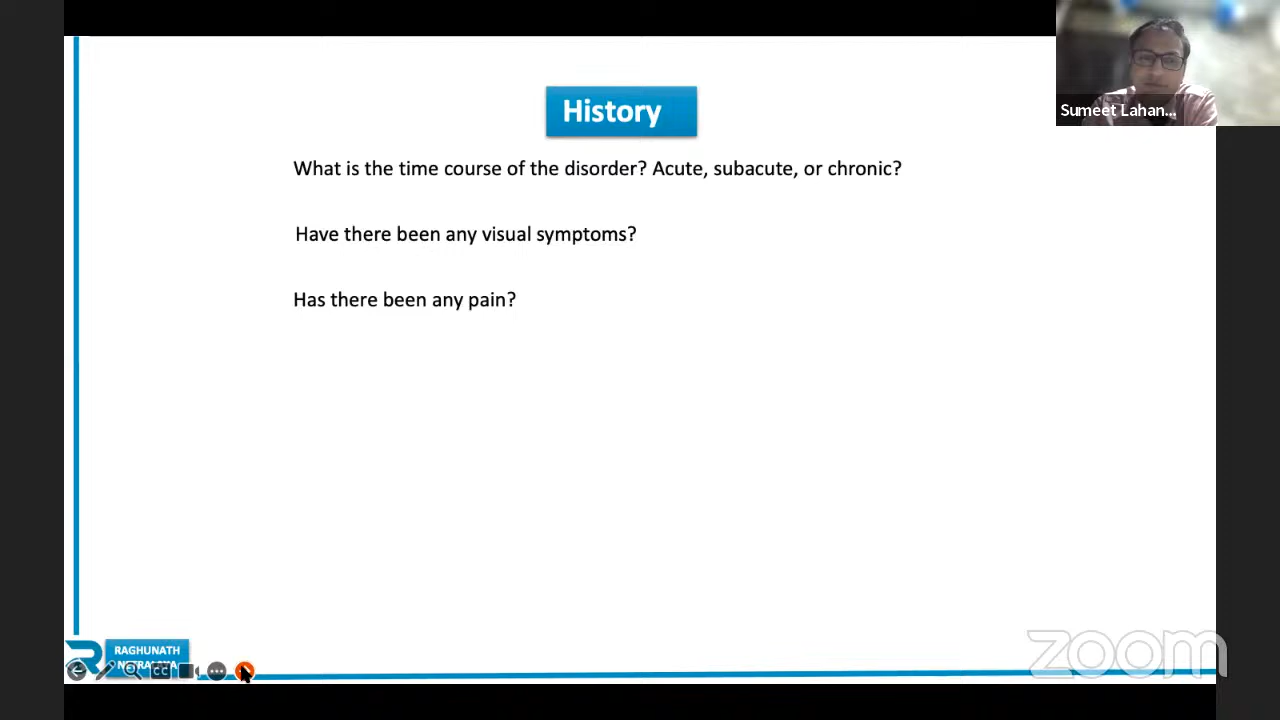 History
Sumeet Lahan...
What is the time course of the disorder? Acute, subacute, or chronic?
Have there been any visual symptoms?
Has there been any pain?
RAGHUNATH
CC
zoom